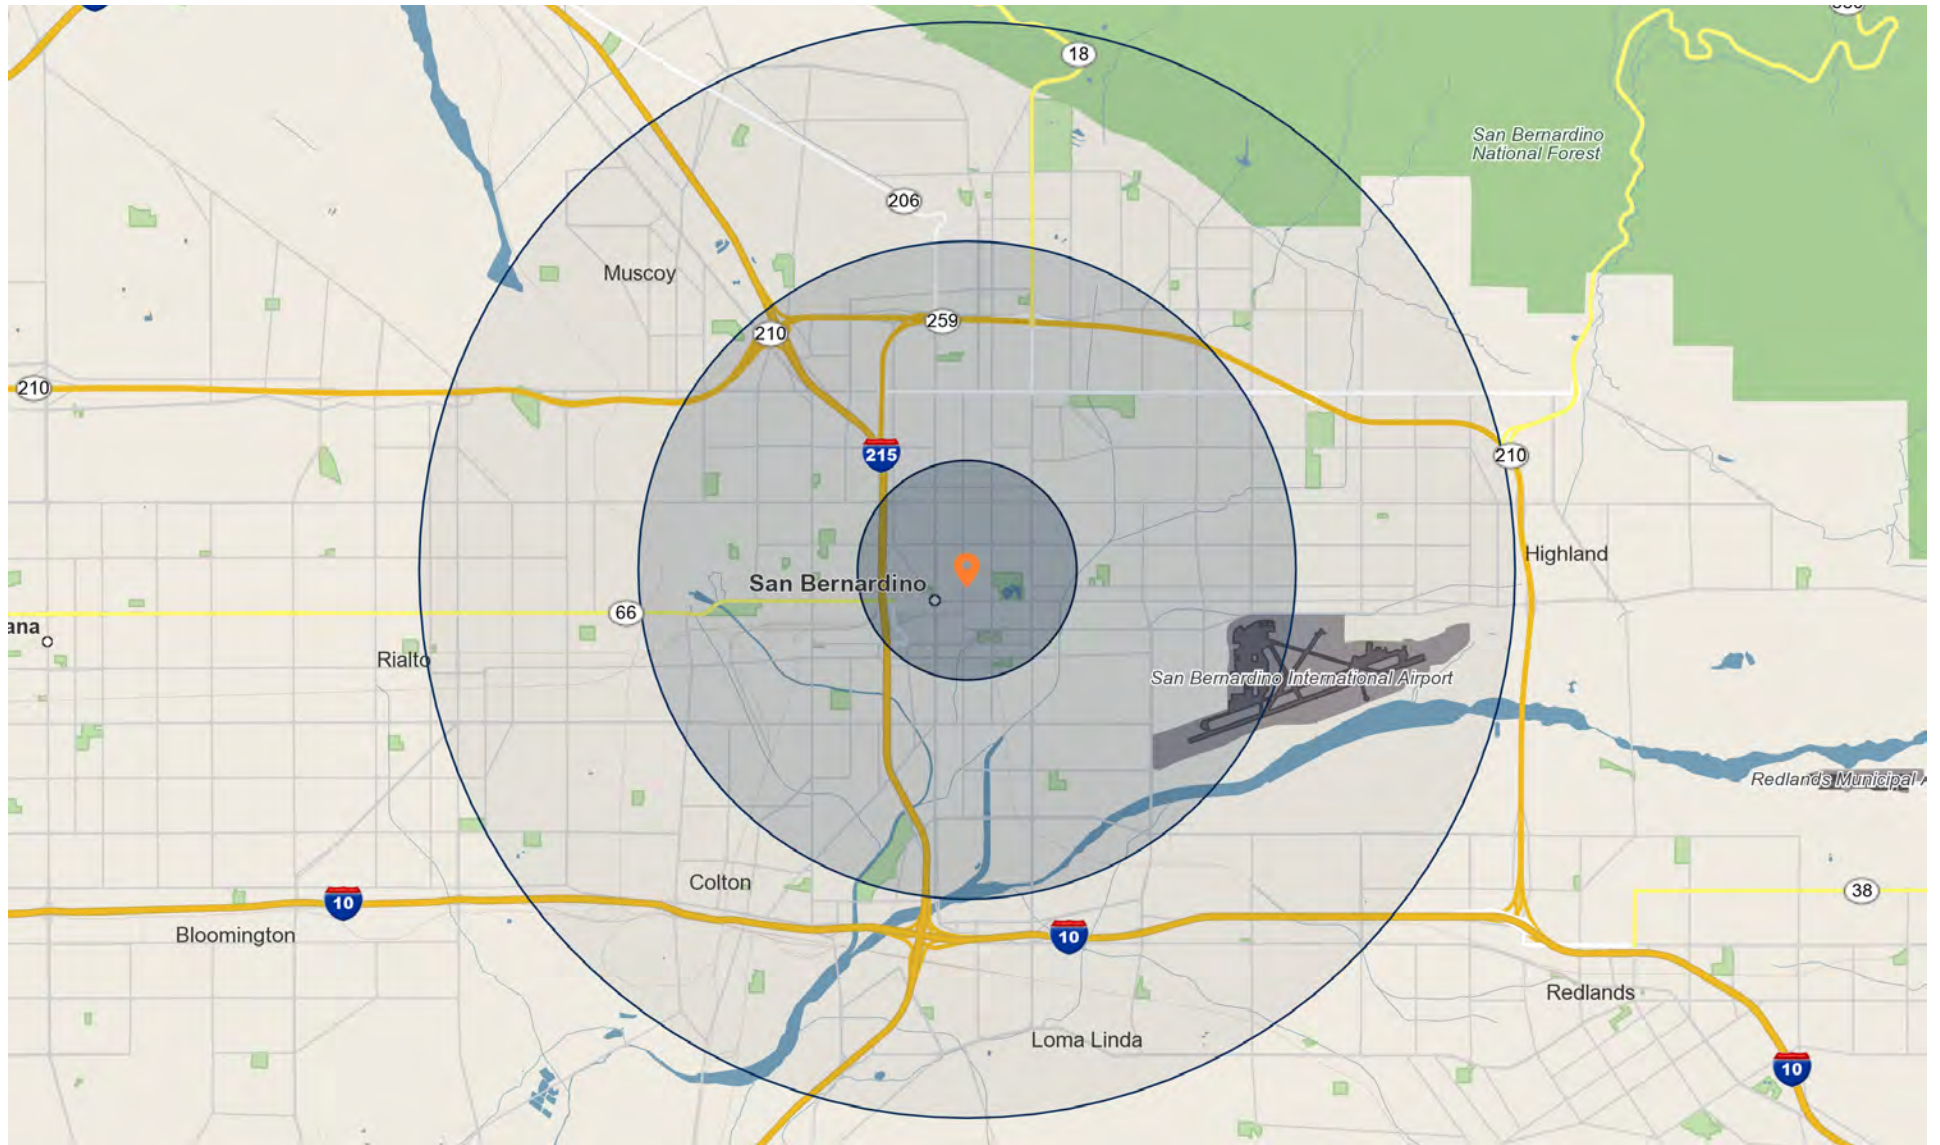 18
San Bernardino
National Forest
206
Muscoy
259
210
210
215
210
Highland
San Bernardino
66
ana
Rialto
San Bernardino International Airport
Redlands Municipal A
Colton
10
38
Bloomington
10
Redlands
Loma Linda
10